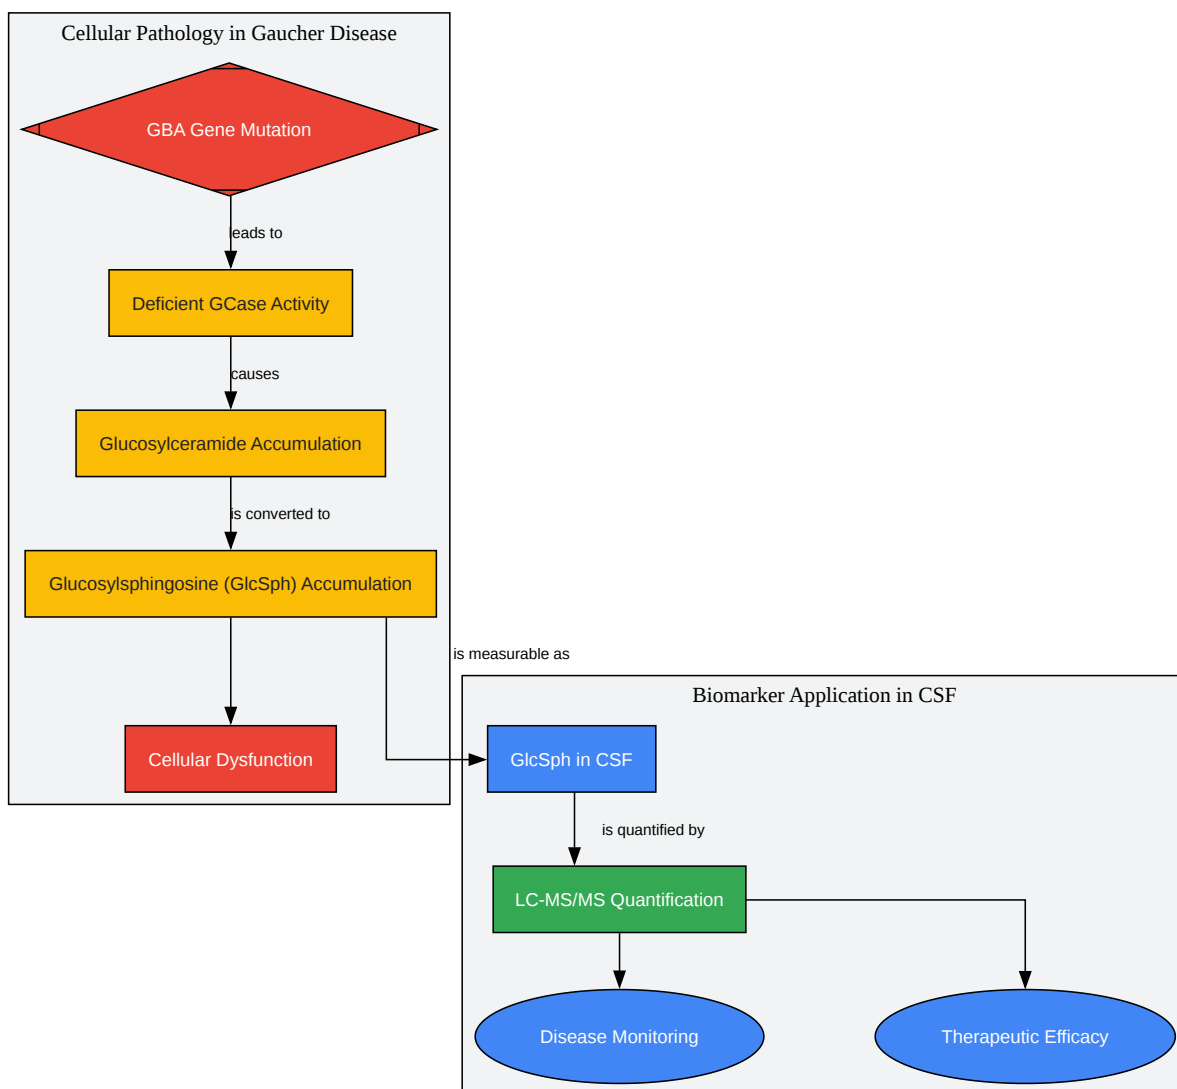 Cellular Pathology in Gaucher Disease
GBA Gene Mutation
leads to
Deficient GCase Activity
causes
Glucosylceramide Accumulation
is converted to
Glucosylsphingosine (GlcSph) Accumulation
is measurable as
Cellular Dysfunction
Biomarker Application in CSF
GlcSph in CSF
is quantified by
LC-MS/MS Quantification
Disease Monitoring
Therapeutic Efficacy